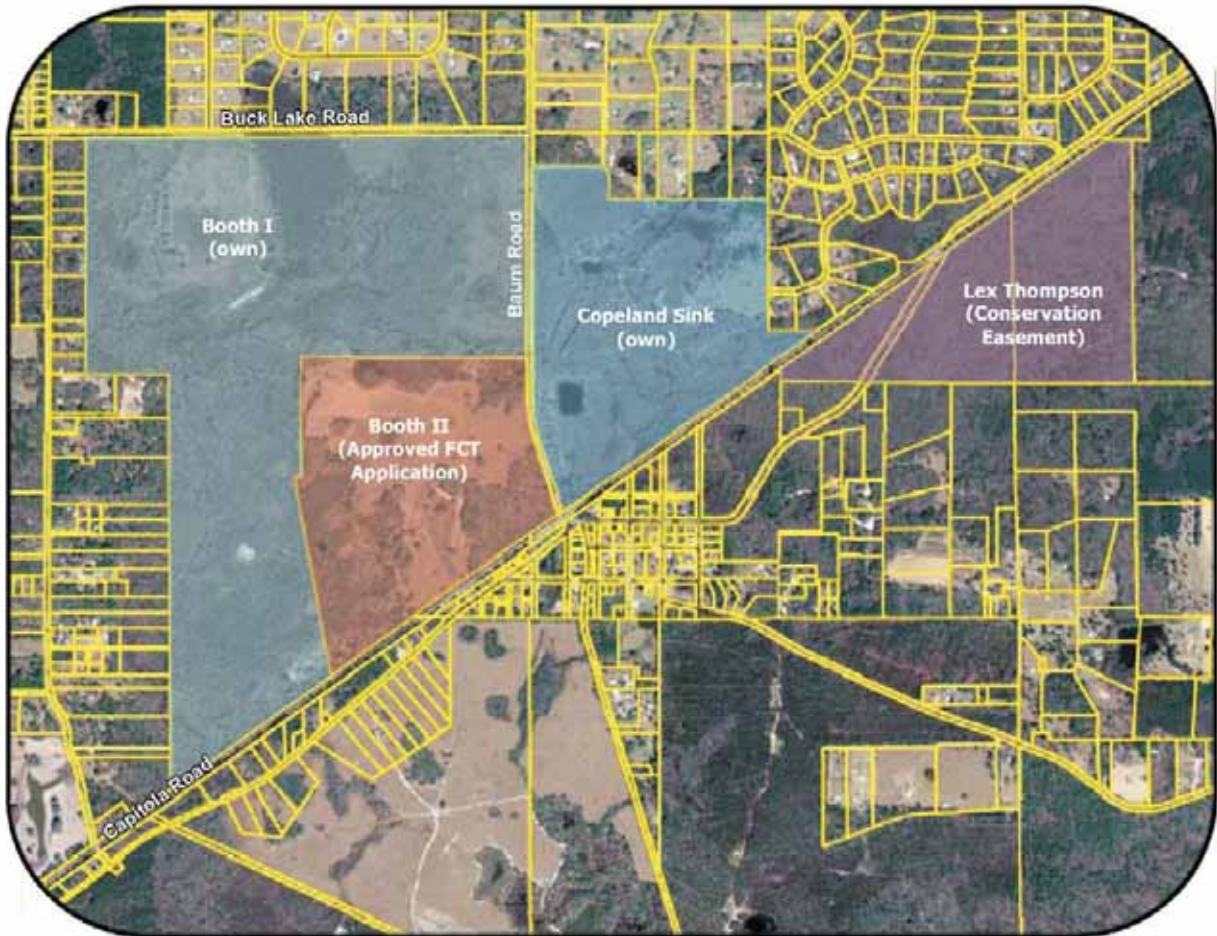 Buck Lake Road
Booth I
(own)
Baum Road
Copeland Sink
(own)
Lex Thompson
(Conservation
Easement)
Booth II
(Approved FCT
Application)
Capitola Road